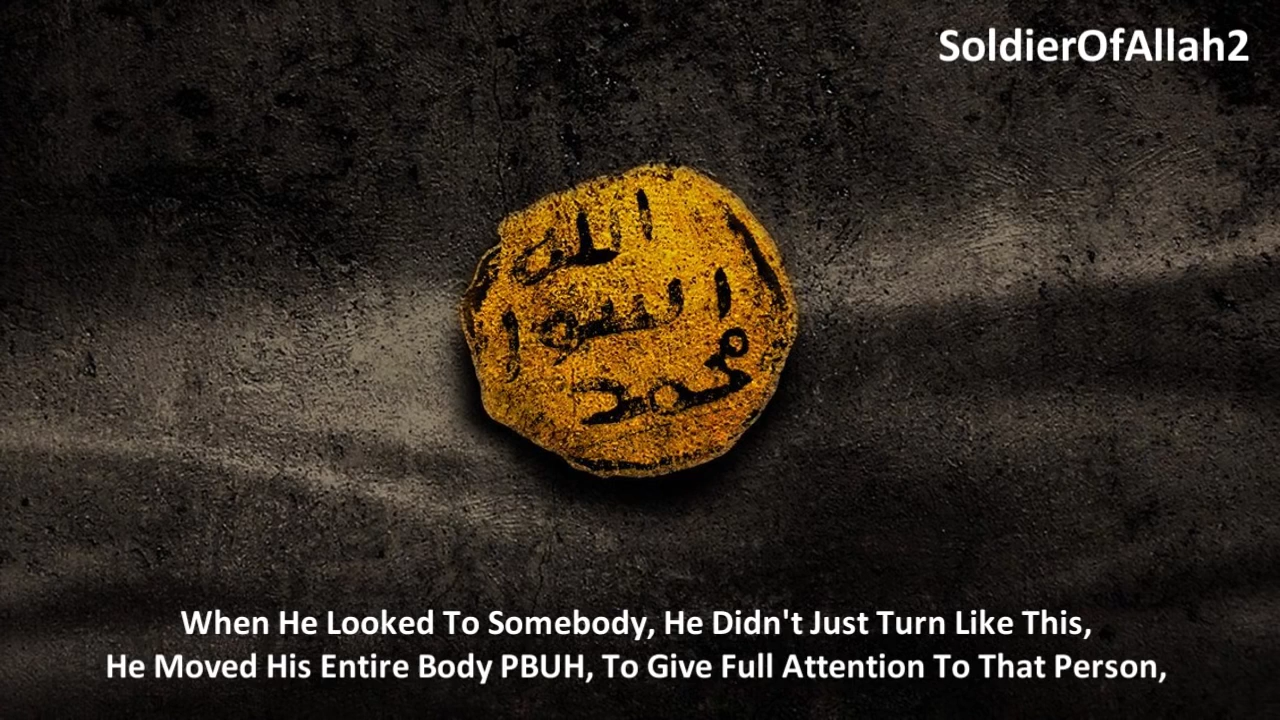 SoldierOfAllah2
الله
رسول
محمد
When He Looked To Somebody, He Didn't Just Turn Like This,
He Moved His Entire Body PBUH, To Give Full Attention To That Person,